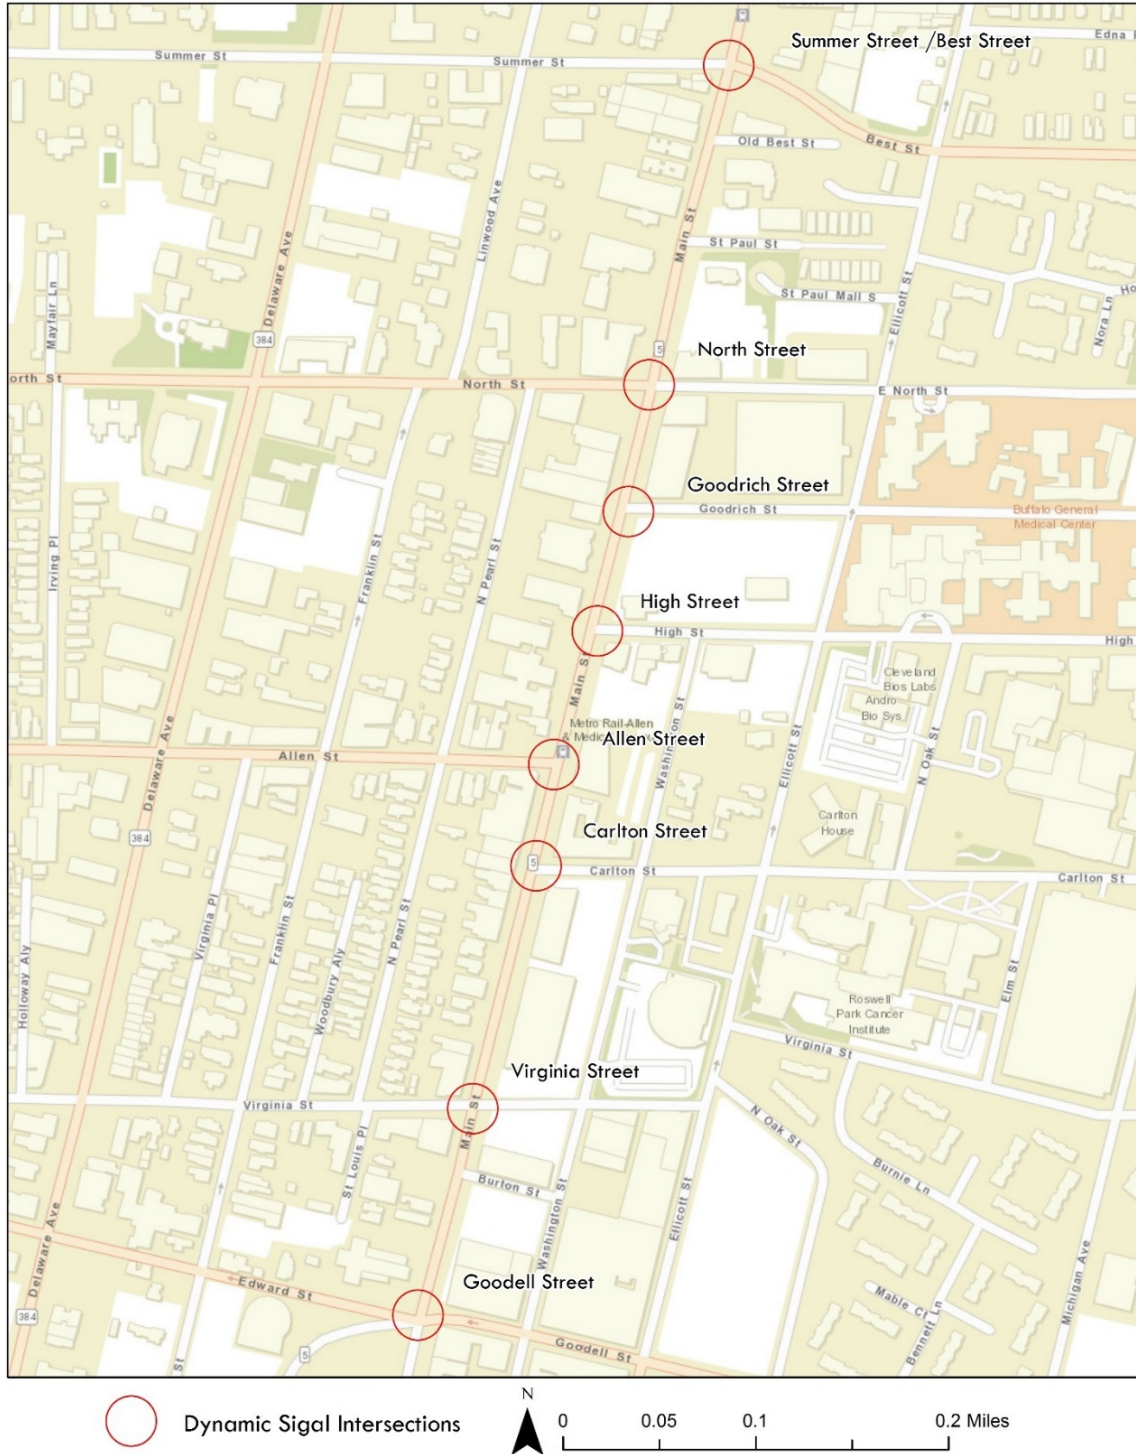 Summer Street /Best Street
Edna
Summer St
Summer St
Old Best St
Best St
Linwood Ave
Main St
St Paul St
Ellicott St
St Paul Mall S
Nora Ln
Delaware Ave
Mayfair Ln
384
5
North Street
orth St
North St
E North St
Goodrich Street
Goodrich St
Buffalo General
Medical Center
Irving Pl
Franklin St
N Pearl St
High Street
High St
High
Main St
Cleveland
Bios Labs
Andro
Bio Sys
Metro Rail-Allen
& Medic
Allen Street
Washington St
Ellicott St
N Oak St
Allen St
Delaware Ave
384
Carlton
House
Carlton Street
5
Carlton St
Carlton St
Holloway Aly
Virginia Pl
Franklin St
Woodbury Aly
N Pearl St
Elm St
Roswell
Park Cancer
Institute
Virginia St
Virginia Street
Virginia St
Main St
N Oak St
St Louis Pl
Burton St
Washington St
Ellicott St
Burnie Ln
Delaware Ave
Goodell Street
Edward St
Michigan Ave
Mable Ct
Bennett Ln
384
5
St
Goodell St
Dynamic Sigal Intersections
N
0 0.05 0.1 0.2 Miles